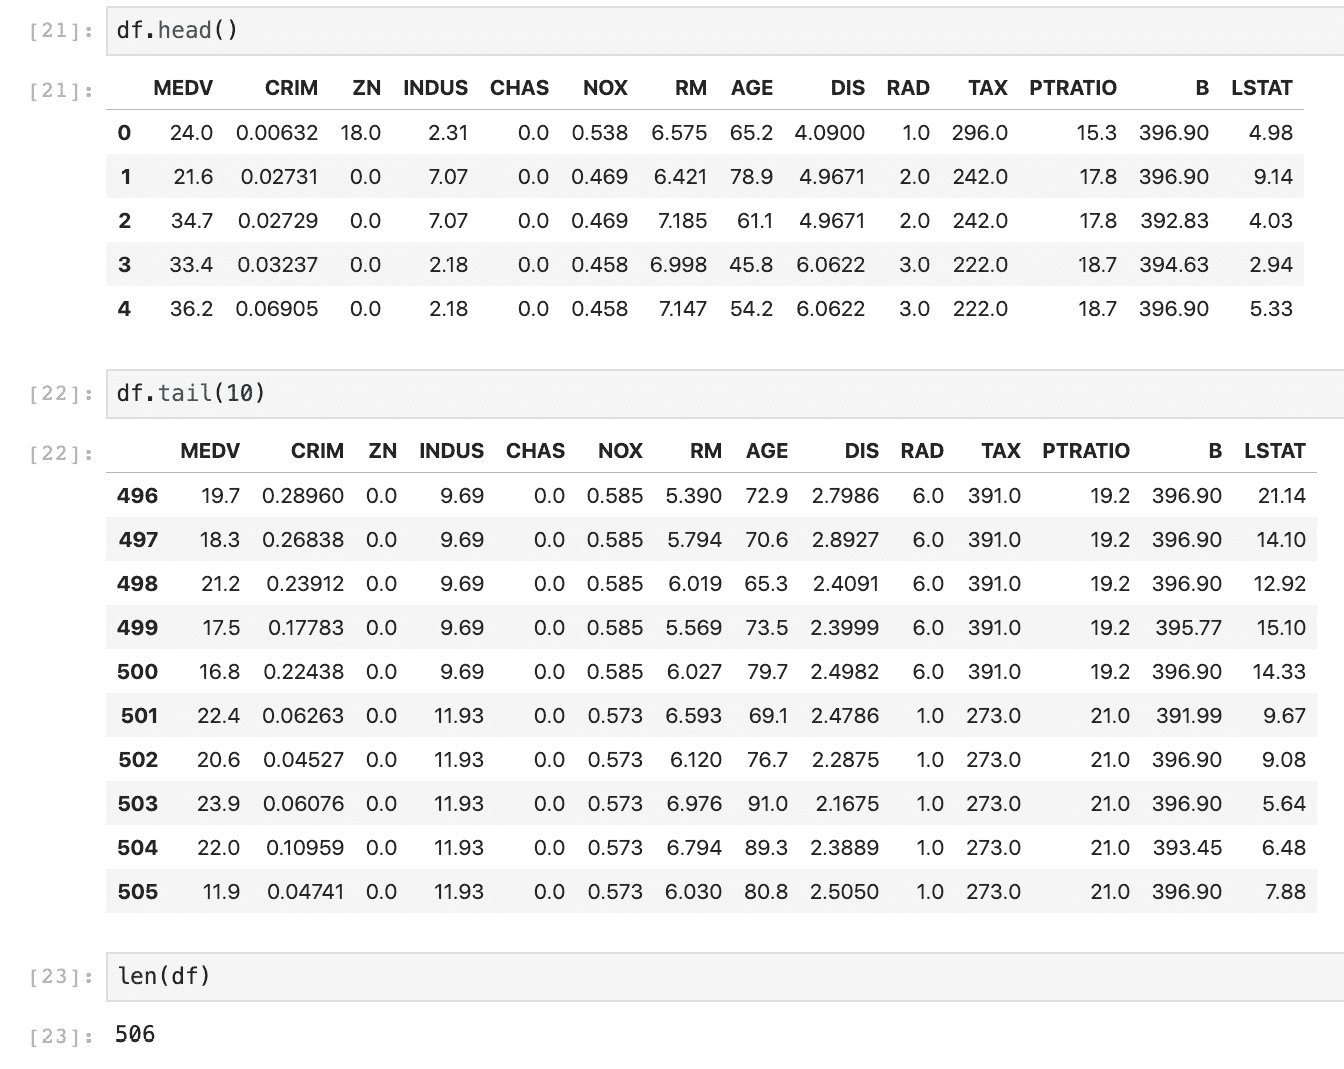 [21]: df.head()
[21]: MEDV CRIM ZN INDUS CHAS NOX RM AGE DIS RAD TAX PTRATIO B LSTAT
0 24.0 0.00632 18.0 2.31 0.0 0.538 6.575 65.2 4.0900 1.0 296.0 15.3 396.90 4.98
1 21.6 0.02731 0.0 7.07 0.0 0.469 6.421 78.9 4.9671 2.0 242.0 17.8 396.90 9.14
2 34.7 0.02729 0.0 7.07 0.0 0.469 7.185 61.1 4.9671 2.0 242.0 17.8 392.83 4.03
3 33.4 0.03237 0.0 2.18 0.0 0.458 6.998 45.8 6.0622 3.0 222.0 18.7 394.63 2.94
4 36.2 0.06905 0.0 2.18 0.0 0.458 7.147 54.2 6.0622 3.0 222.0 18.7 396.90 5.33
[22]: df.tail(10)
[22]: MEDV CRIM ZN INDUS CHAS NOX RM AGE DIS RAD TAX PTRATIO B LSTAT
496 19.7 0.28960 0.0 9.69 0.0 0.585 5.390 72.9 2.7986 6.0 391.0 19.2 396.90 21.14
497 18.3 0.26838 0.0 9.69 0.0 0.585 5.794 70.6 2.8927 6.0 391.0 19.2 396.90 14.10
498 21.2 0.23912 0.0 9.69 0.0 0.585 6.019 65.3 2.4091 6.0 391.0 19.2 396.90 12.92
499 17.5 0.17783 0.0 9.69 0.0 0.585 5.569 73.5 2.3999 6.0 391.0 19.2 395.77 15.10
500 16.8 0.22438 0.0 9.69 0.0 0.585 6.027 79.7 2.4982 6.0 391.0 19.2 396.90 14.33
501 22.4 0.06263 0.0 11.93 0.0 0.573 6.593 69.1 2.4786 1.0 273.0 21.0 391.99 9.67
502 20.6 0.04527 0.0 11.93 0.0 0.573 6.120 76.7 2.2875 1.0 273.0 21.0 396.90 9.08
503 23.9 0.06076 0.0 11.93 0.0 0.573 6.976 91.0 2.1675 1.0 273.0 21.0 396.90 5.64
504 22.0 0.10959 0.0 11.93 0.0 0.573 6.794 89.3 2.3889 1.0 273.0 21.0 393.45 6.48
505 11.9 0.04741 0.0 11.93 0.0 0.573 6.030 80.8 2.5050 1.0 273.0 21.0 396.90 7.88
[23]: len(df)
[23]: 506